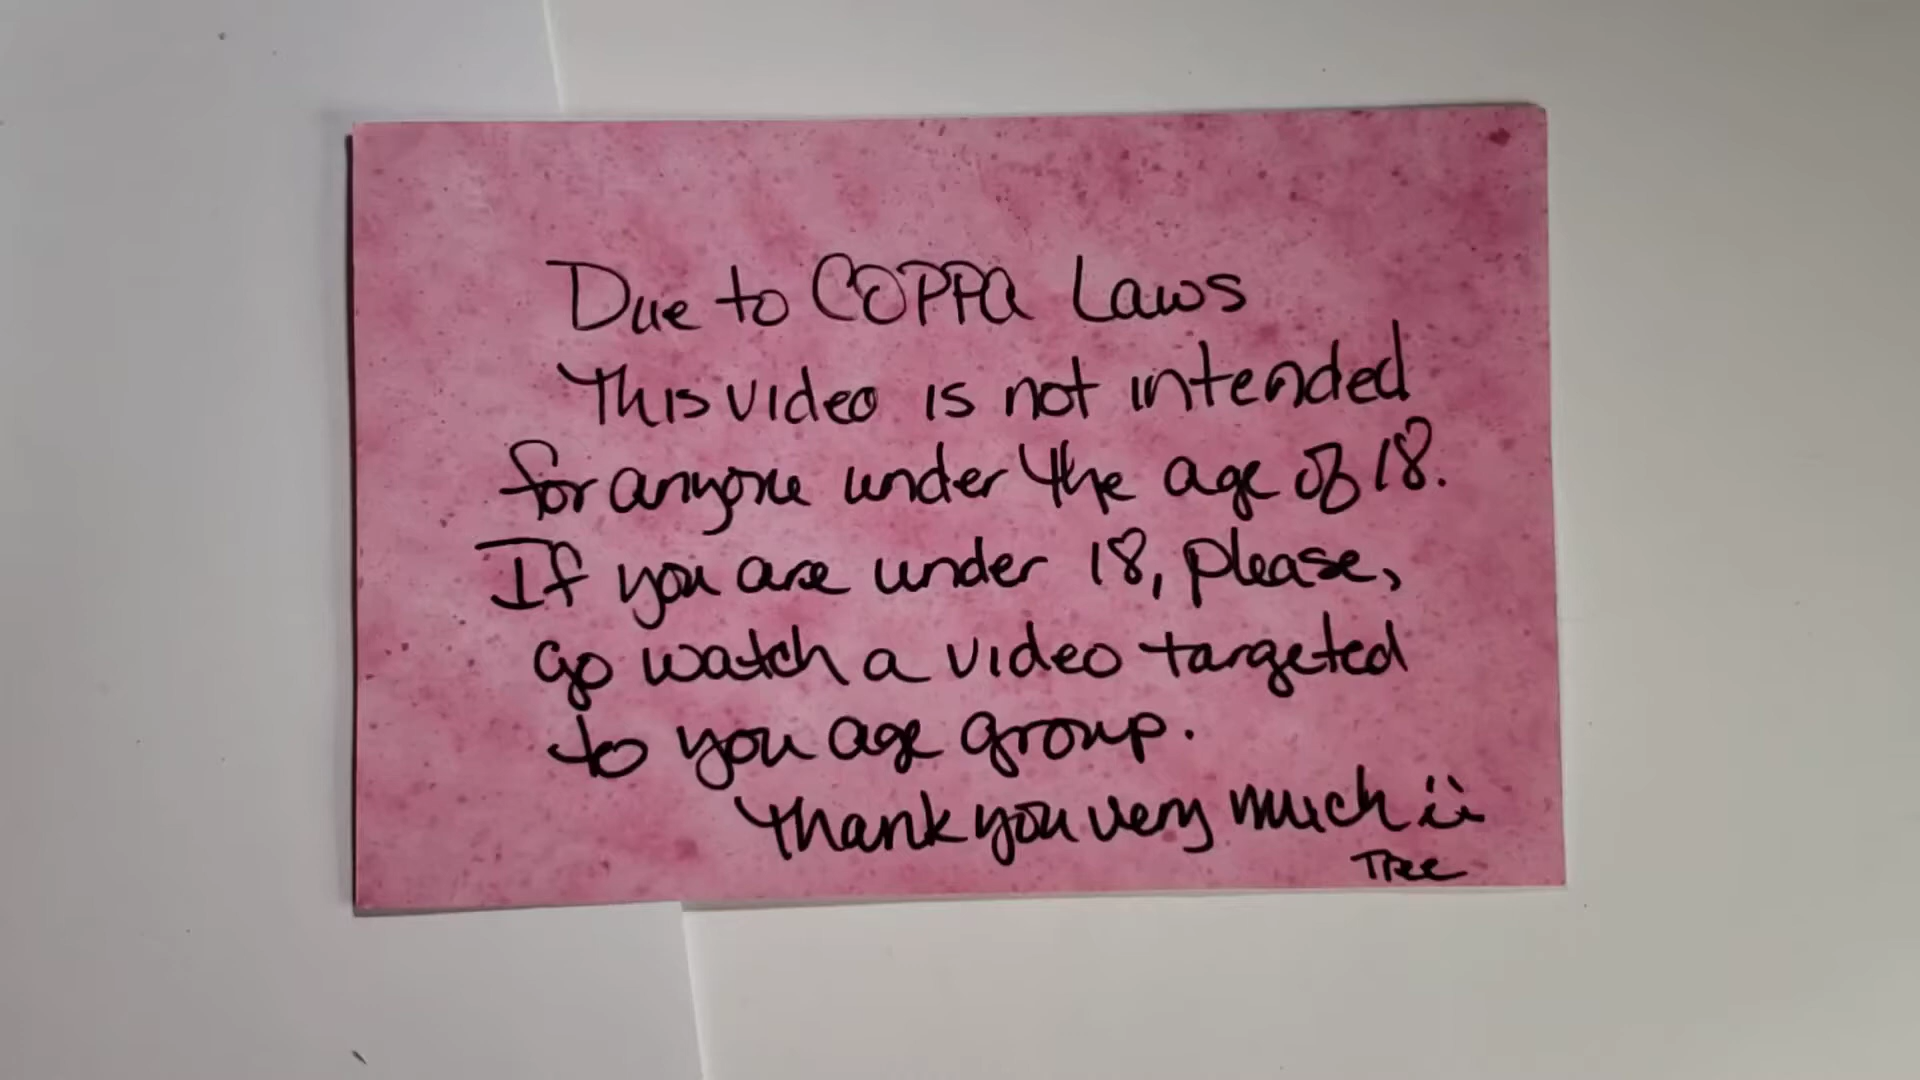 Due to COPPA Laws
This video is not intended
for anyone under the age of 18.
If you are under 18, please,
go watch a video targeted
to you age group.
Thank you very much ü
Tree